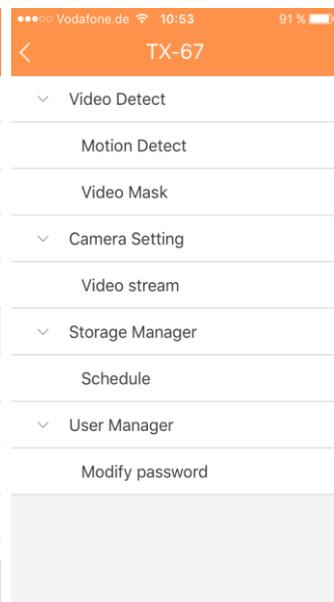 Vodafone.de 10:53 91 %
TX-67
Video Detect
Motion Detect
Video Mask
Camera Setting
Video stream
Storage Manager
Schedule
User Manager
Modify password